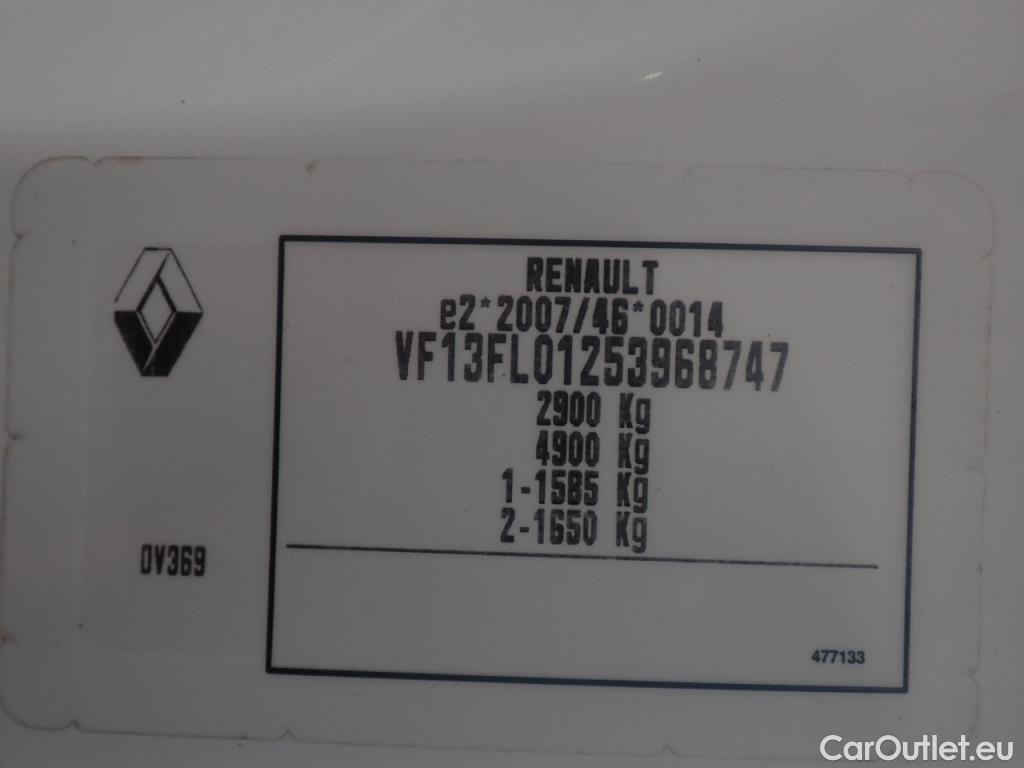 RENAULT
e2*2007/46*0014
VF13FL01253968747
2900 Kg
4900 Kg
1-1585 Kg
2-1650 Kg
DV369
477133
CarOutlet.eu